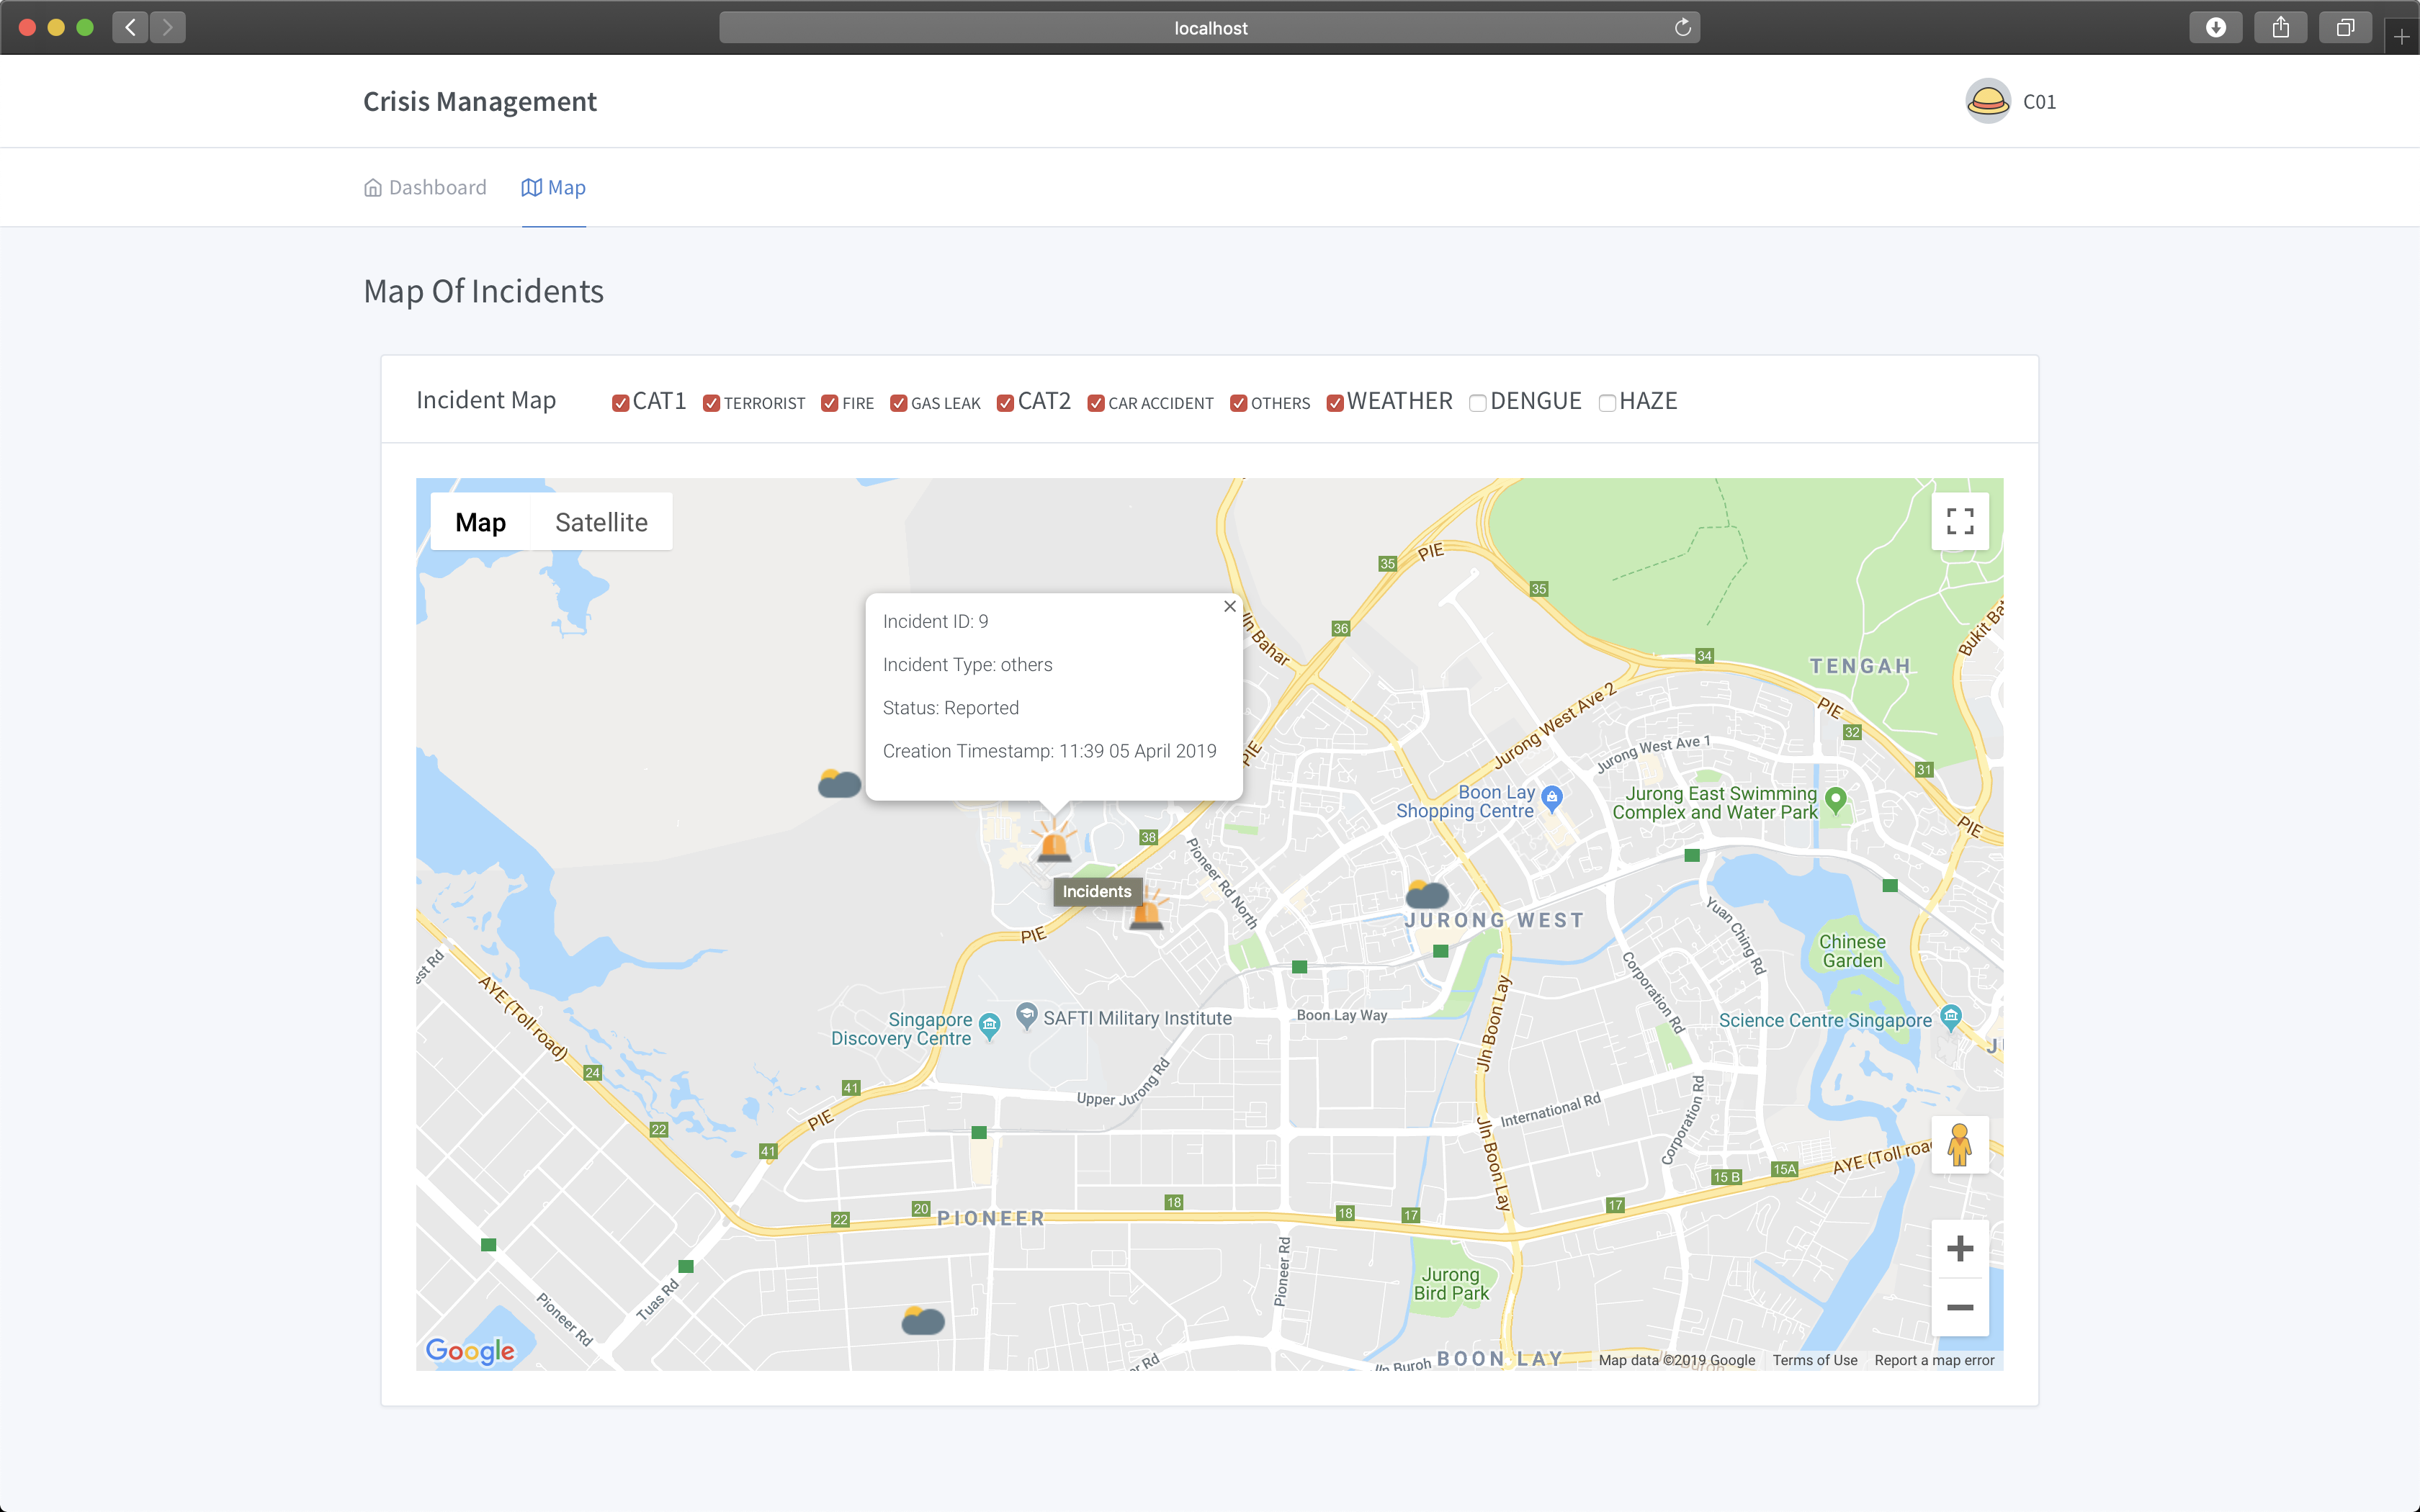 localhost
Crisis Management
C01
Dashboard
Map
Map Of Incidents
Incident Map
CAT1
TERRORIST
FIRE
GAS LEAK
CAT2
CAR ACCIDENT
OTHERS
WEATHER
DENGUE
HAZE
Map
Satellite
Incident ID: 9
Incident Type: others
Status: Reported
Creation Timestamp: 11:39 05 April 2019
Jln Bahar
35
PIE
35
36
34
TENGAH
PIE
32
31
PIE
PIE
Jurong West Ave 2
Jurong West Ave 1
Boon Lay
Shopping Centre
Jurong East Swimming
Complex and Water Park
38
Pioneer Rd North
Incidents
PIE
JURONG WEST
Yuan Ching Rd
Chinese
Garden
Corporation Rd
AYE (Toll road)
Singapore
Discovery Centre
SAFTI Military Institute
Boon Lay Way
Jln Boon Lay
Science Centre Singapore
24
41
Upper Jurong Rd
International Rd
Corporation Rd
22
PIE
41
Jln Boon Lay
15 B
15A
22
20
PIONEER
18
18
17
17
Pioneer Rd
Jurong
Bird Park
Tuas Rd
Pioneer Rd
Google
Jln Buroh
BOON LAY
Map data ©2019 Google
Terms of Use
Report a map error